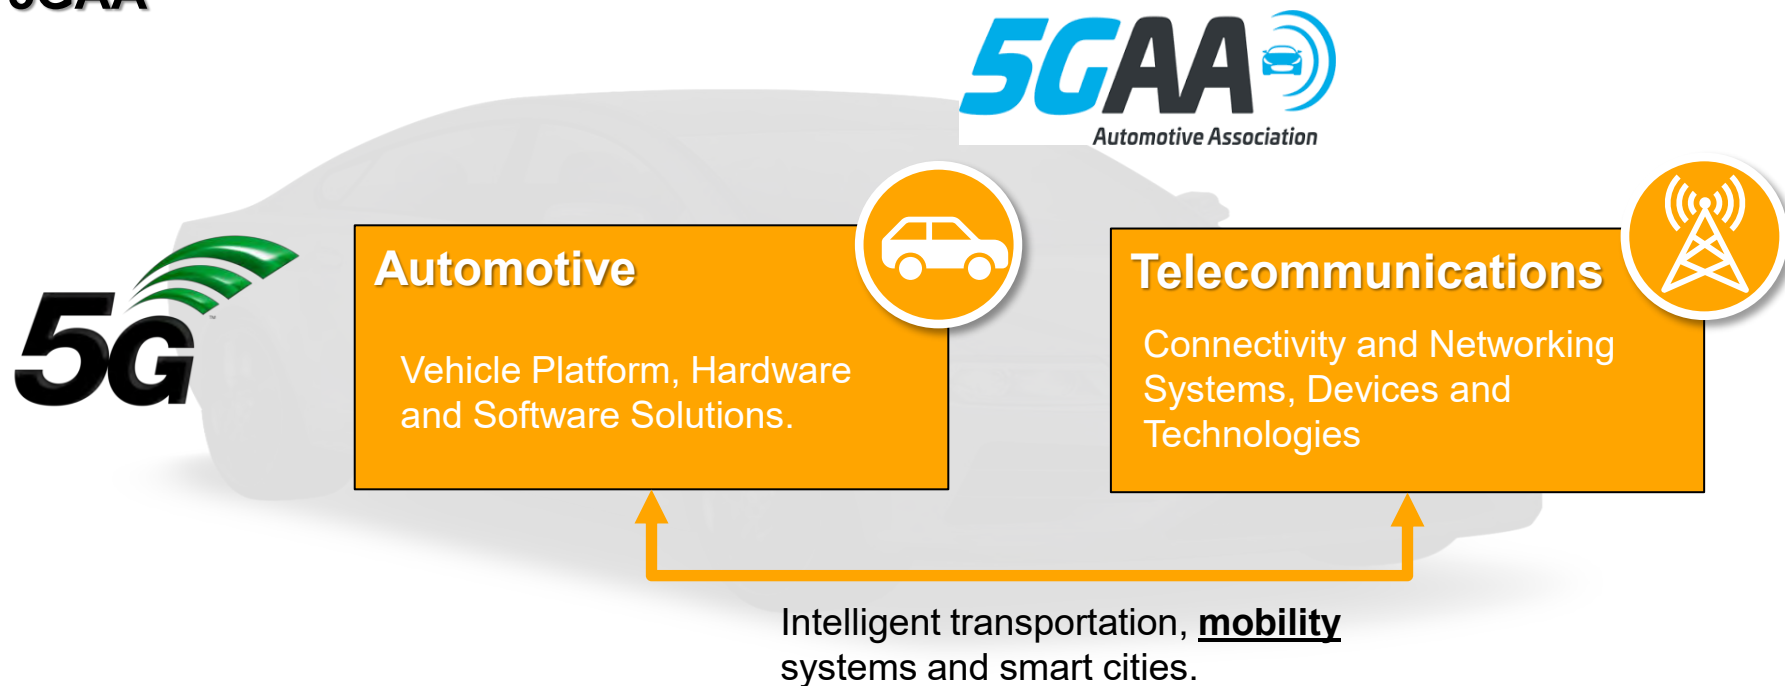 5GAA
5GAA
Automotive Association
5G
Automotive
Vehicle Platform, Hardware
and Software Solutions.
Telecommunications
Connectivity and Networking
Systems, Devices and
Technologies
Intelligent transportation, mobility
systems and smart cities.